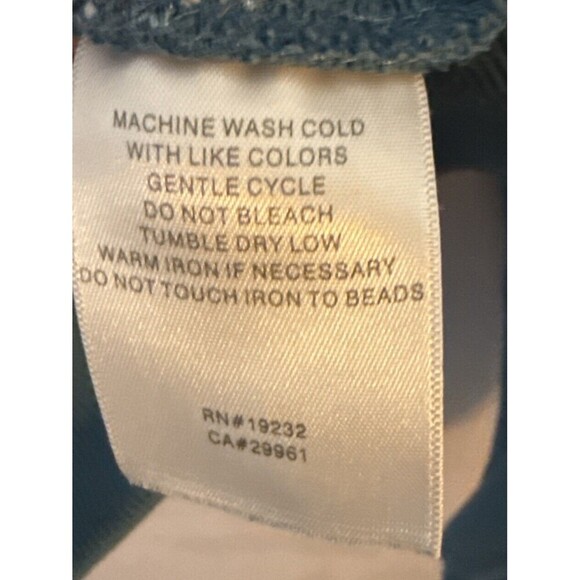 MACHINE WASH COLD
WITH LIKE COLORS
GENTLE CYCLE
DO NOT BLEACH
TUMBLE DRY LOW
WARM IRON IF NECESSARY
DO NOT TOUCH IRON TO BEADS
RN#19232
CA#29961